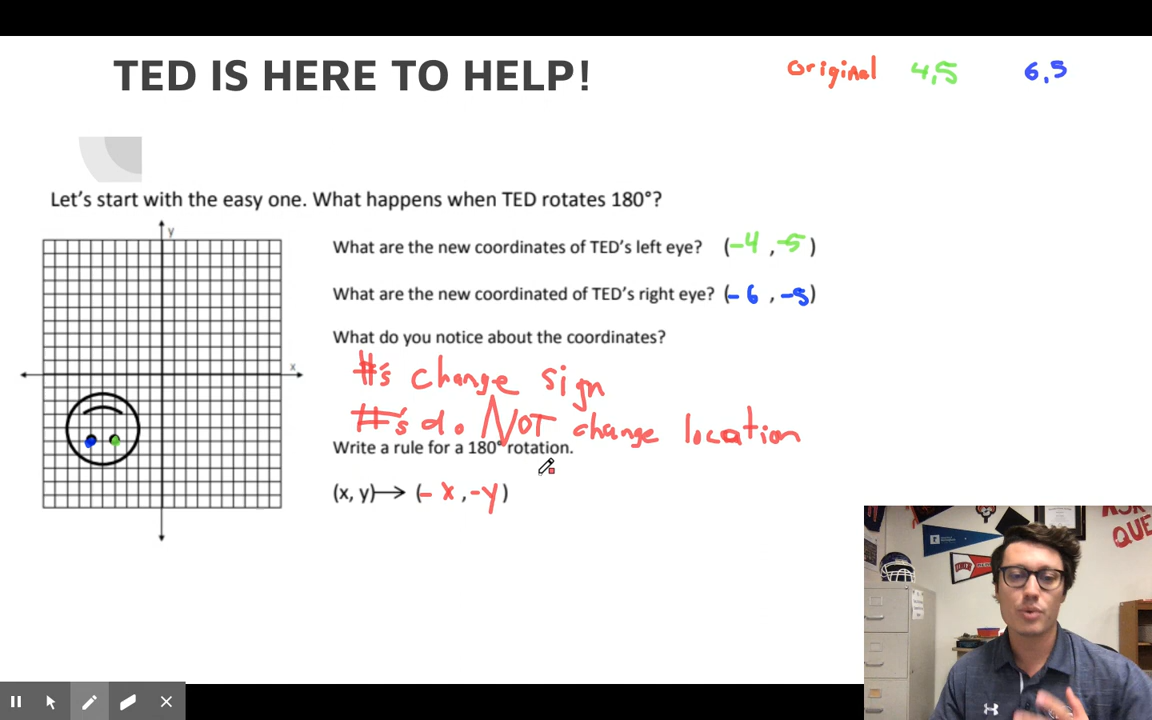 TED IS HERE TO HELP!
original 4,5 6,5
Let's start with the easy one. What happens when TED rotates 180°?
y
x
What are the new coordinates of TED's left eye? (-4, -5)
What are the new coordinated of TED's right eye? (-6, -5)
What do you notice about the coordinates?
#'s change sign
#'s do NOT change location
Write a rule for a 180° rotation.
(x, y)→ (-x, -y)
ASK
QUE